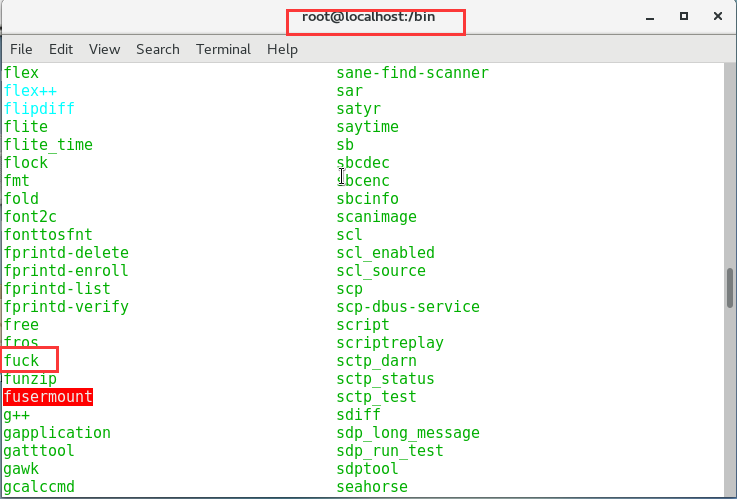 root@localhost:/bin
File Edit View Search Terminal Help
flex sane-find-scanner
flex++ sar
flipdiff satyr
flite saytime
flite_time sb
flock sbcdec
fmt sbcenc
fold sbcinfo
font2c scanimage
fonttosfnt scl
fprintd-delete scl_enabled
fprintd-enroll scl_source
fprintd-list scp
fprintd-verify scp-dbus-service
free script
fros scriptreplay
fuck sctp_darn
funzip sctp_status
fusermount sctp_test
g++ sdiff
gapplication sdp_long_message
gatttool sdp_run_test
gawk sdptool
gcalccmd seahorse